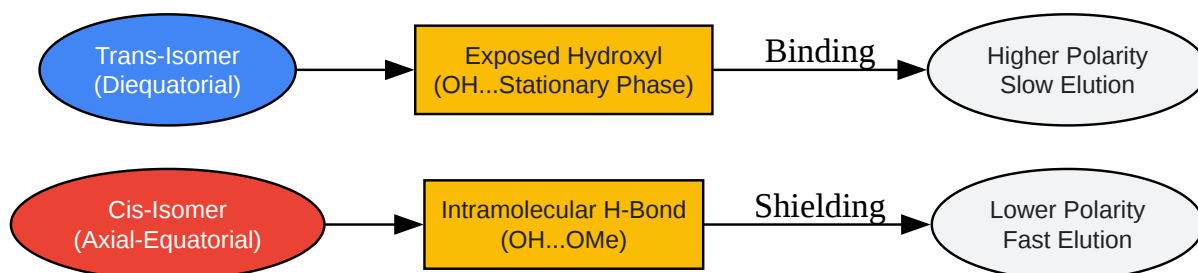 Trans-Isomer
(Diequatorial)
Exposed Hydroxyl
(OH...Stationary Phase)
Binding
Higher Polarity
Slow Elution
Cis-Isomer
(Axial-Equatorial)
Intramolecular H-Bond
(OH...OMe)
Shielding
Lower Polarity
Fast Elution